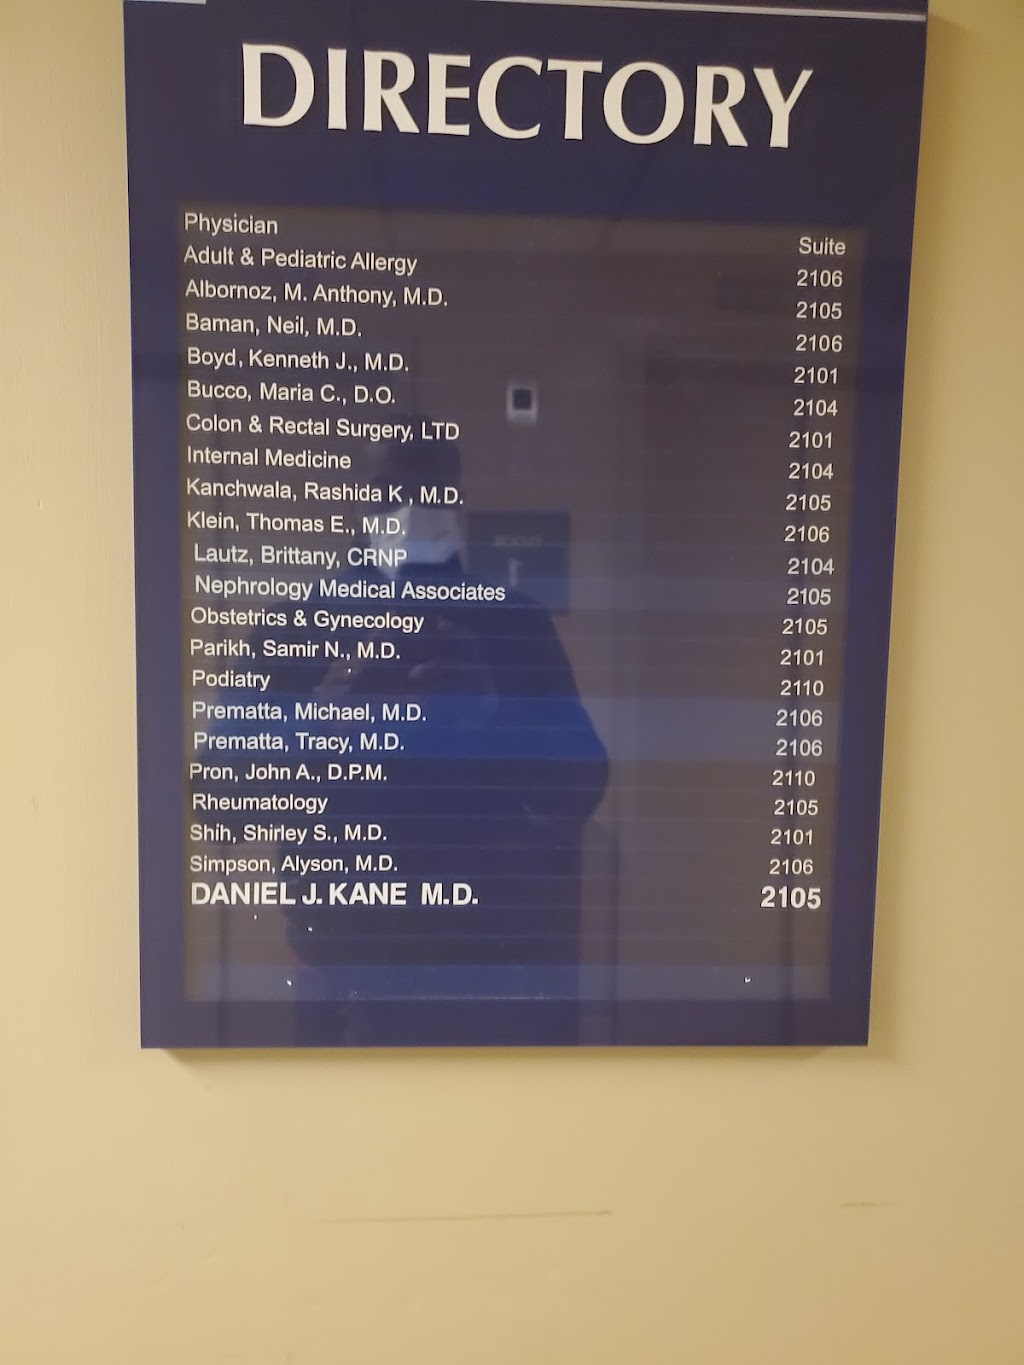 DIRECTORY
Physician Suite
Adult & Pediatric Allergy 2106
Albornoz, M. Anthony, M.D. 2105
Baman, Neil, M.D. 2106
Boyd, Kenneth J., M.D. 2101
Bucco, Maria C., D.O. 2104
Colon & Rectal Surgery, LTD 2101
Internal Medicine 2104
Kanchwala, Rashida K , M.D. 2105
Klein, Thomas E., M.D. 2106
Lautz, Brittany, CRNP 2104
Nephrology Medical Associates 2105
Obstetrics & Gynecology 2105
Parikh, Samir N., M.D. 2101
Podiatry 2110
Prematta, Michael, M.D. 2106
Prematta, Tracy, M.D. 2106
Pron, John A., D.P.M. 2110
Rheumatology 2105
Shih, Shirley S., M.D. 2101
Simpson, Alyson, M.D. 2106
DANIEL J. KANE M.D. 2105